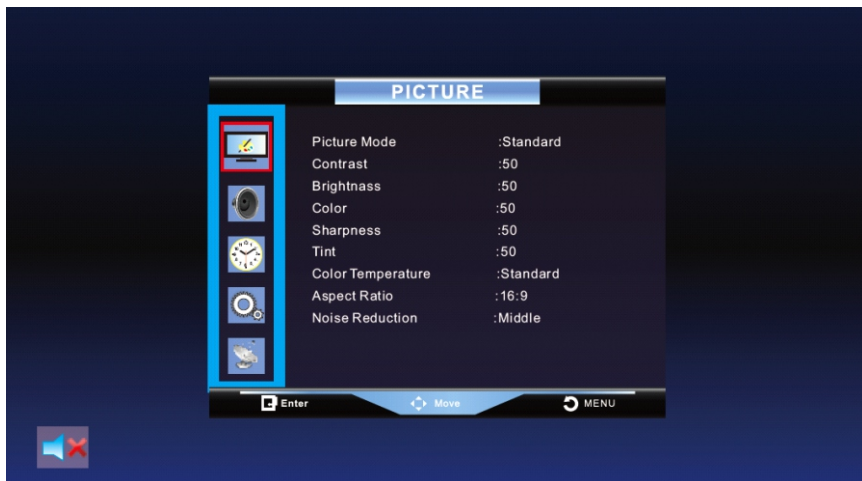 PICTURE
Picture Mode :Standard
Contrast :50
Brightnass :50
Color :50
Sharpness :50
Tint :50
Color Temperature :Standard
Aspect Ratio :16:9
Noise Reduction :Middle
Enter Move MENU